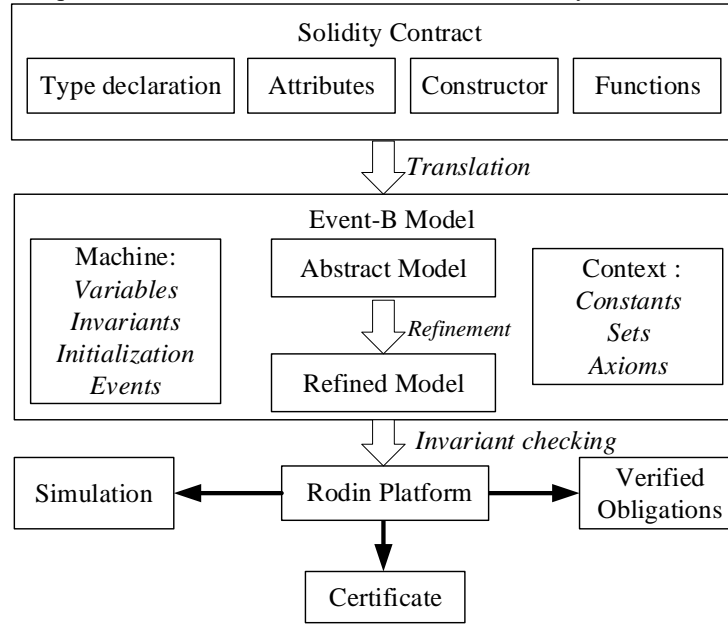 Solidity Contract
Type declaration
Attributes
Constructor
Functions
Translation
Event-B Model
Machine:
Variables
Invariants
Initialization
Events
Abstract Model
Refinement
Refined Model
Context :
Constants
Sets
Axioms
Invariant checking
Simulation
Rodin Platform
Verified
Obligations
Certificate